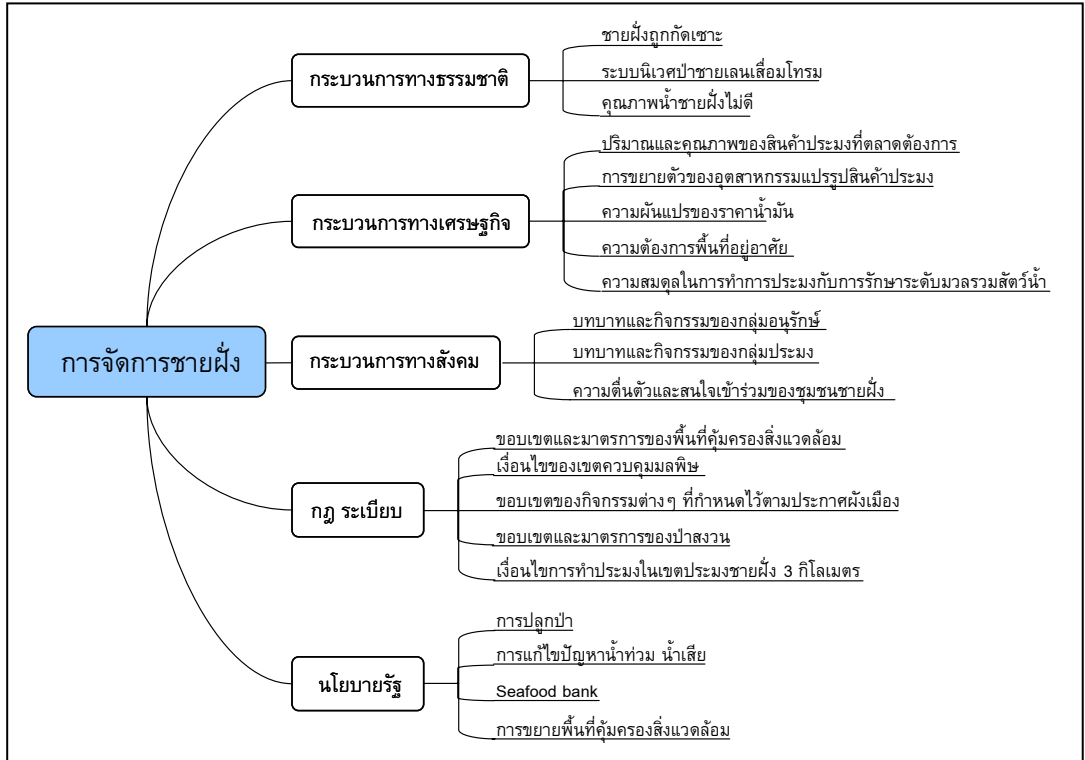 การจัดการชายฝั่ง
กระบวนการทางธรรมชาติ
ชายฝั่งถูกกัดเซาะ
ระบบนิเวศป่าชายเลนเสื่อมโทรม
คุณภาพน้ำชายฝั่งไม่ดี
กระบวนการทางเศรษฐกิจ
ปริมาณและคุณภาพของสินค้าประมงที่ตลาดต้องการ
การขยายตัวของอุตสาหกรรมแปรรูปสินค้าประมง
ความผันแปรของราคาน้ำมัน
ความต้องการพื้นที่อยู่อาศัย
ความสมดุลในการทำการประมงกับการรักษาระดับมวลรวมสัตว์น้ำ
กระบวนการทางสังคม
บทบาทและกิจกรรมของกลุ่มอนุรักษ์
บทบาทและกิจกรรมของกลุ่มประมง
ความตื่นตัวและสนใจเข้าร่วมของชุมชนชายฝั่ง
กฎ ระเบียบ
ขอบเขตและมาตรการของพื้นที่คุ้มครองสิ่งแวดล้อม
เงื่อนไขของเขตควบคุมมลพิษ
ขอบเขตของกิจกรรมต่างๆ ที่กำหนดไว้ตามประกาศผังเมือง
ขอบเขตและมาตรการของป่าสงวน
เงื่อนไขการทำประมงในเขตประมงชายฝั่ง 3 กิโลเมตร
นโยบายรัฐ
การปลูกป่า
การแก้ไขปัญหาน้ำท่วม น้ำเสีย
Seafood bank
การขยายพื้นที่คุ้มครองสิ่งแวดล้อม